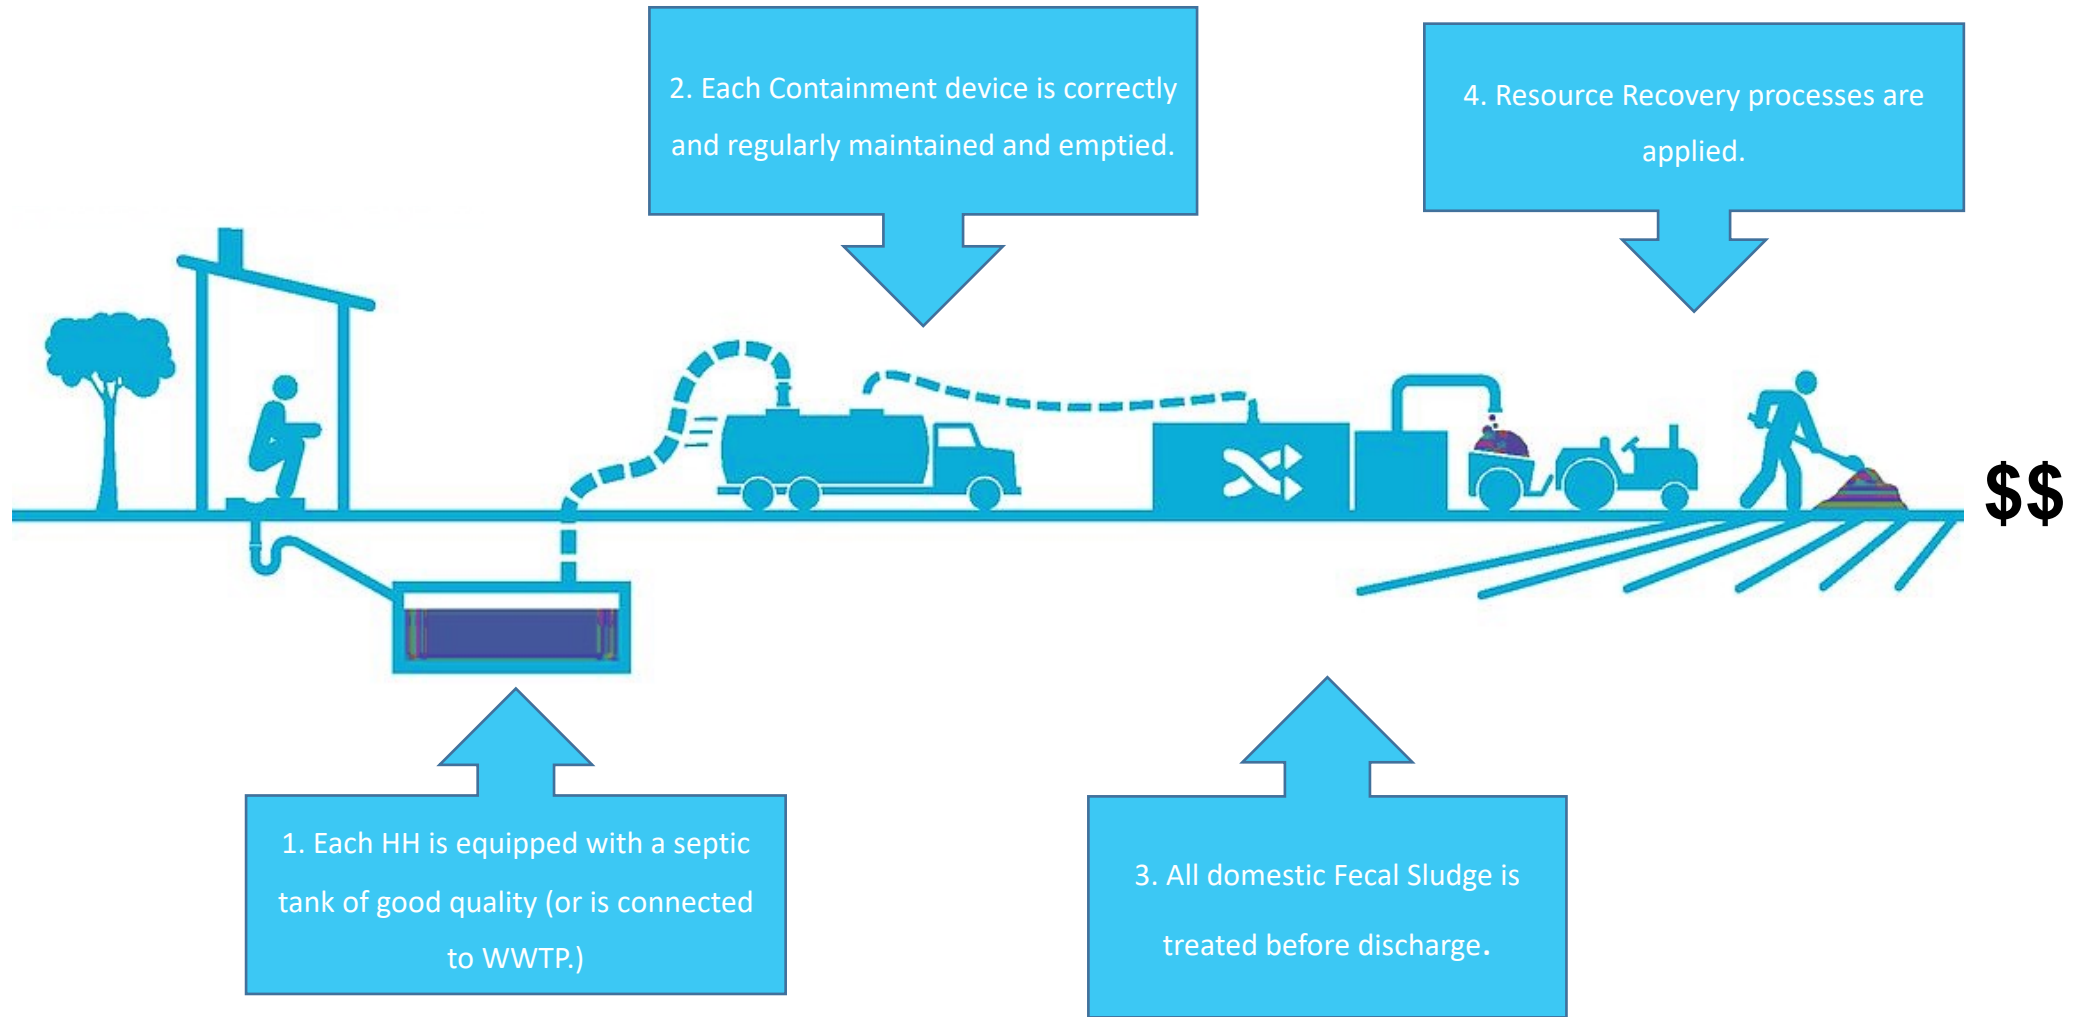 2. Each Containment device is correctly
and regularly maintained and emptied.
4. Resource Recovery processes are
applied.
$$
1. Each HH is equipped with a septic
tank of good quality (or is connected
to WWTP.)
3. All domestic Fecal Sludge is
treated before discharge.